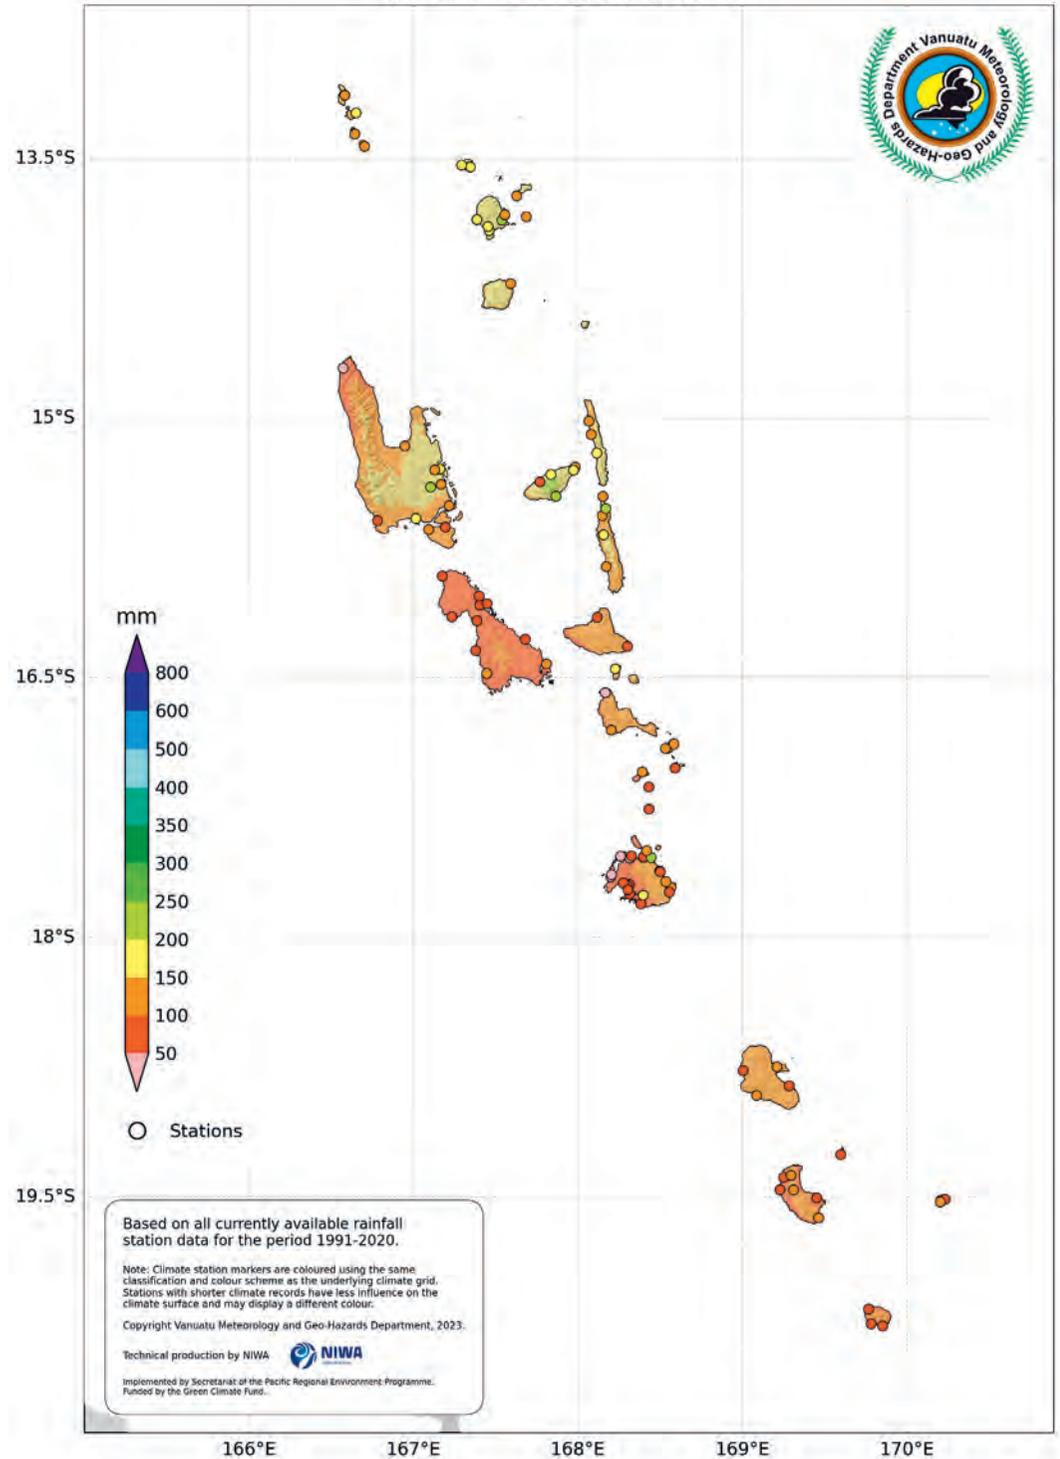 Vanuatu Meteorology and Geo-Hazards Department
13.5°S
15°S
mm
16.5°S
800
600
500
400
350
300
250
200
18°S
150
100
50
Stations
19.5°S
Based on all currently available rainfall
station data for the period 1991-2020.
Note: Climate station markers are coloured using the same
classification and colour scheme as the underlying climate grid.
Stations with shorter climate records have less influence on the
climate surface and may display a different colour.
Copyright Vanuatu Meteorology and Geo-Hazards Department, 2023.
Technical production by NIWA
NIWA
Implemented by Secretariat of the Pacific Regional Environment Programme.
Funded by the Green Climate Fund.
166°E
167°E
168°E
169°E
170°E